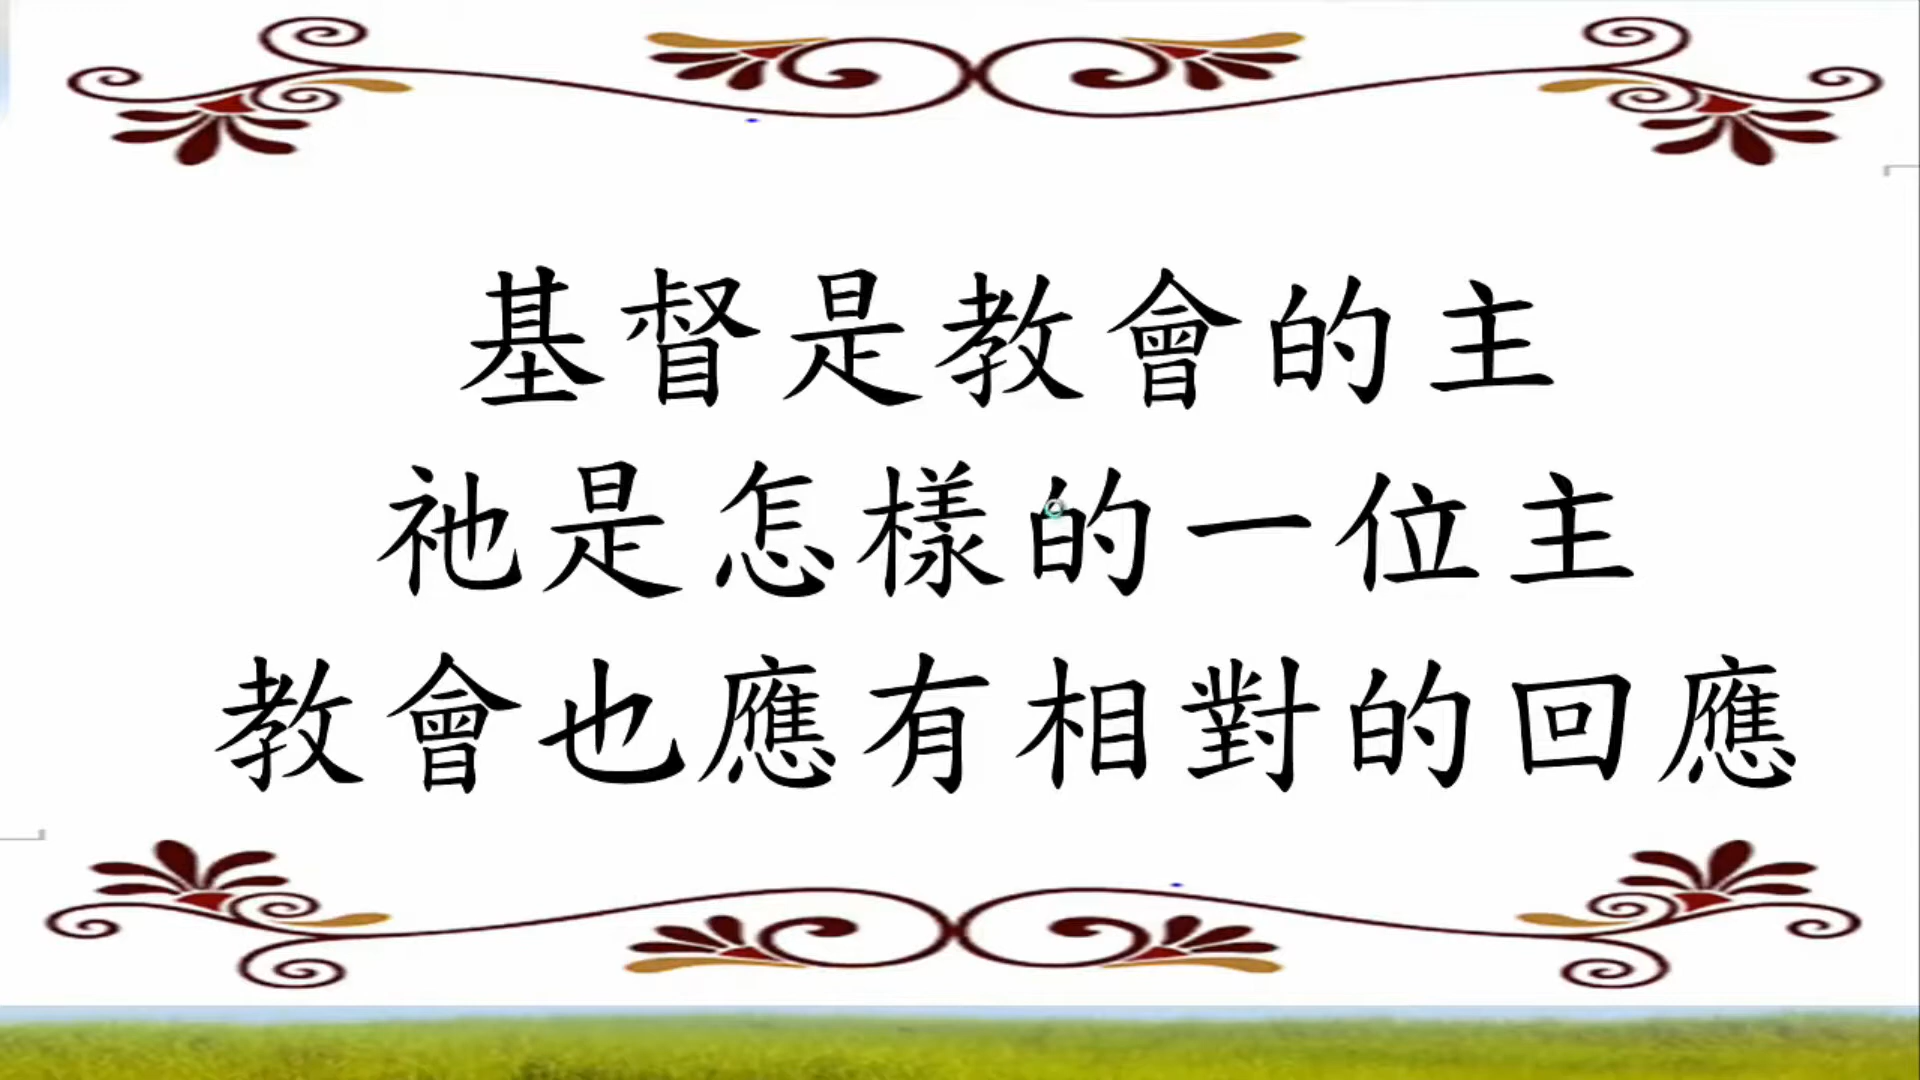 基督是教會的主
祂是怎樣的一位主
教會也應有相對的回應